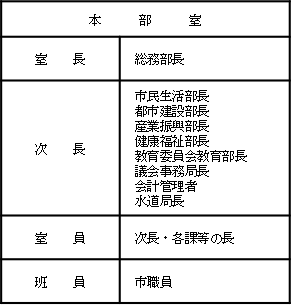 本部室
室長 総務部長
次長 市民生活部長
都市建設部長
産業振興部長
健康福祉部長
教育委員会教育部長
議会事務局長
会計管理者
水道局長
室員 次長・各課等の長
班員 市職員